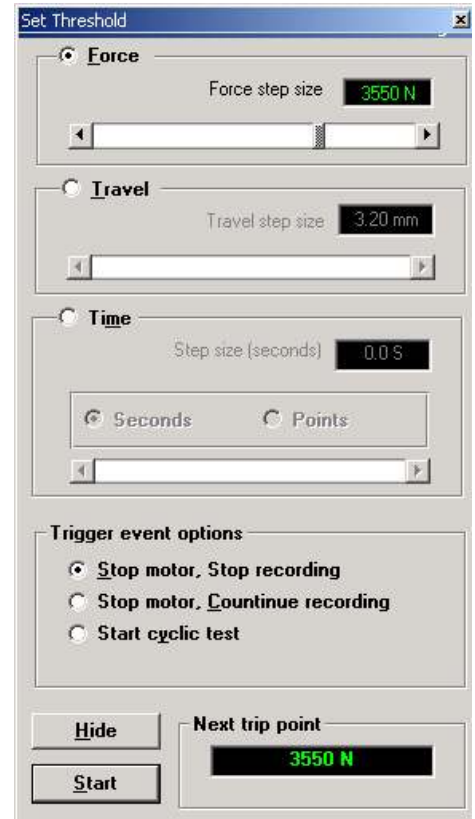 Set Threshold
Force
Force step size 3550 N
Travel
Travel step size 3.20 mm
Time
Step size (seconds) 0.0 S
Seconds Points
Trigger event options
Stop motor, Stop recording
Stop motor, Countinue recording
Start cyclic test
Hide
Next trip point
3550 N
Start